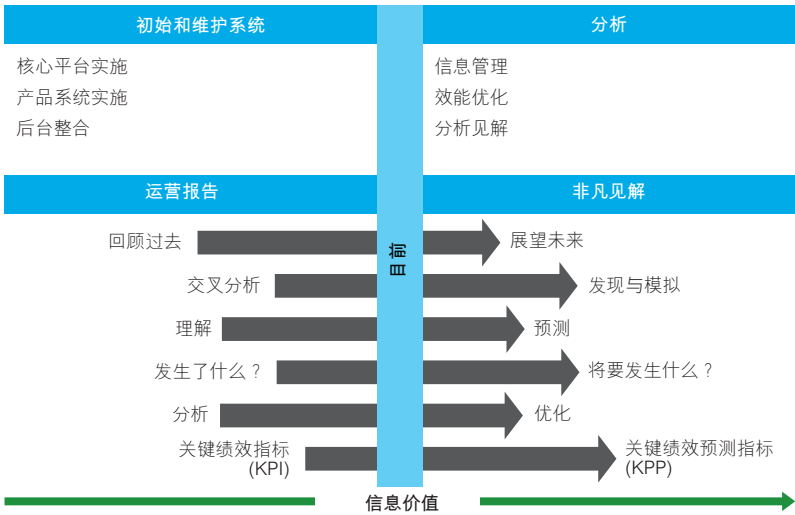 初始和维护系统
分析
核心平台实施
产品系统实施
后台整合
信息管理
效能优化
分析见解
运营报告
非凡见解
目前
回顾过去
展望未来
交叉分析
发现与模拟
理解
预测
发生了什么？
将要发生什么？
分析
优化
关键绩效指标
(KPI)
关键绩效预测指标
(KPP)
信息价值